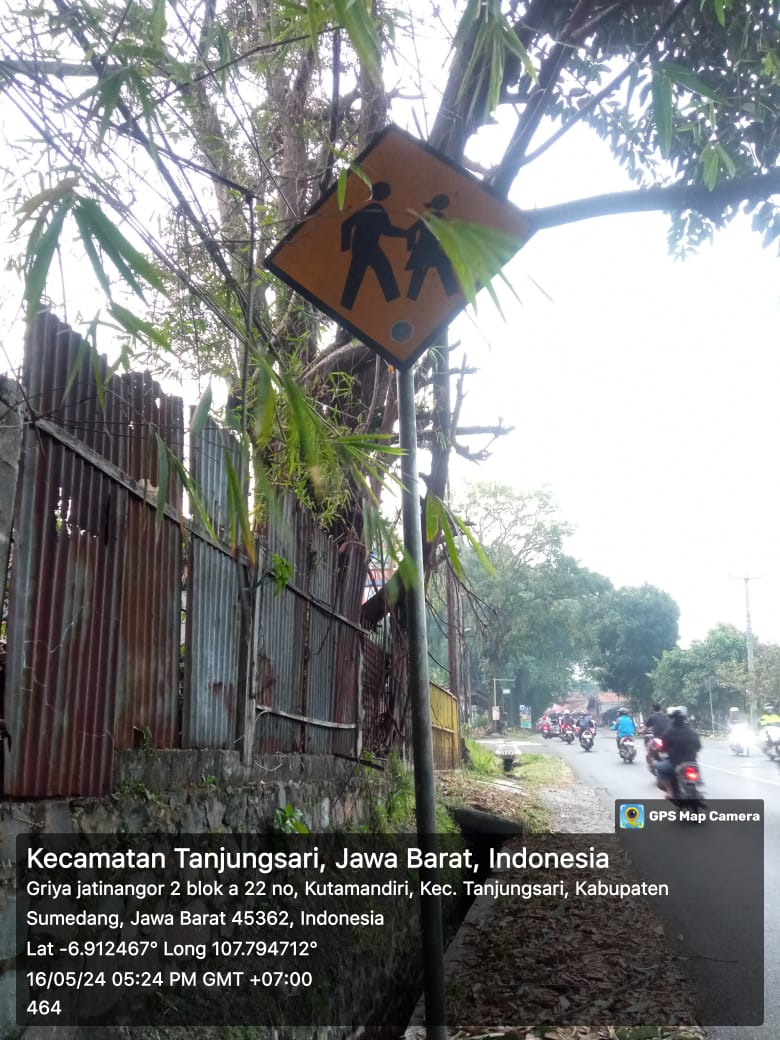 GPS Map Camera
Kecamatan Tanjungsari, Jawa Barat, Indonesia
Griya jatinangor 2 blok a 22 no, Kutamandiri, Kec. Tanjungsari, Kabupaten
Sumedang, Jawa Barat 45362, Indonesia
Lat -6.912467° Long 107.794712°
16/05/24 05:24 PM GMT +07:00
464